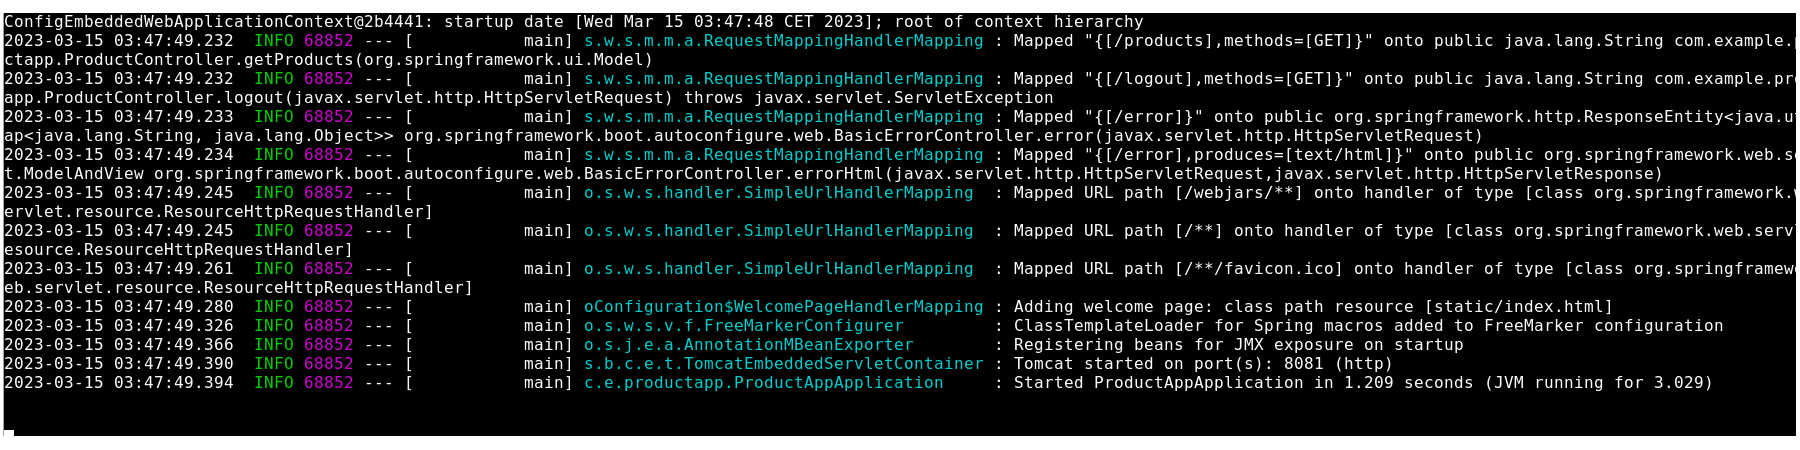 ConfigEmbeddedWebApplicationContext@2b4441: startup date [Wed Mar 15 03:47:48 CET 2023]; root of context hierarchy
2023-03-15 03:47:49.232  INFO 68852 --- [           main] s.w.s.m.m.a.RequestMappingHandlerMapping : Mapped "{[/products],methods=[GET]}" onto public java.lang.String com.example.
ctapp.ProductController.getProducts(org.springframework.ui.Model)
2023-03-15 03:47:49.232  INFO 68852 --- [           main] s.w.s.m.m.a.RequestMappingHandlerMapping : Mapped "{[/logout],methods=[GET]}" onto public java.lang.String com.example.pr
app.ProductController.logout(javax.servlet.http.HttpServletRequest) throws javax.servlet.ServletException
2023-03-15 03:47:49.233  INFO 68852 --- [           main] s.w.s.m.m.a.RequestMappingHandlerMapping : Mapped "{[/error]}" onto public org.springframework.http.ResponseEntity<java.u
ap<java.lang.String, java.lang.Object>> org.springframework.boot.autoconfigure.web.BasicErrorController.error(javax.servlet.http.HttpServletRequest)
2023-03-15 03:47:49.234  INFO 68852 --- [           main] s.w.s.m.m.a.RequestMappingHandlerMapping : Mapped "{[/error],produces=[text/html]}" onto public org.springframework.web.s
t.ModelAndView org.springframework.boot.autoconfigure.web.BasicErrorController.errorHtml(javax.servlet.http.HttpServletRequest,javax.servlet.http.HttpServletResponse)
2023-03-15 03:47:49.245  INFO 68852 --- [           main] o.s.w.s.handler.SimpleUrlHandlerMapping  : Mapped URL path [/webjars/**] onto handler of type [class org.springframework.
ervlet.resource.ResourceHttpRequestHandler]
2023-03-15 03:47:49.245  INFO 68852 --- [           main] o.s.w.s.handler.SimpleUrlHandlerMapping  : Mapped URL path [/**] onto handler of type [class org.springframework.web.serv
esource.ResourceHttpRequestHandler]
2023-03-15 03:47:49.261  INFO 68852 --- [           main] o.s.w.s.handler.SimpleUrlHandlerMapping  : Mapped URL path [/**/favicon.ico] onto handler of type [class org.springframew
eb.servlet.resource.ResourceHttpRequestHandler]
2023-03-15 03:47:49.280  INFO 68852 --- [           main] oConfiguration$WelcomePageHandlerMapping : Adding welcome page: class path resource [static/index.html]
2023-03-15 03:47:49.326  INFO 68852 --- [           main] o.s.w.s.v.f.FreeMarkerConfigurer         : ClassTemplateLoader for Spring macros added to FreeMarker configuration
2023-03-15 03:47:49.366  INFO 68852 --- [           main] o.s.j.e.a.AnnotationMBeanExporter        : Registering beans for JMX exposure on startup
2023-03-15 03:47:49.390  INFO 68852 --- [           main] s.b.c.e.t.TomcatEmbeddedServletContainer : Tomcat started on port(s): 8081 (http)
2023-03-15 03:47:49.394  INFO 68852 --- [           main] c.e.productapp.ProductAppApplication     : Started ProductAppApplication in 1.209 seconds (JVM running for 3.029)